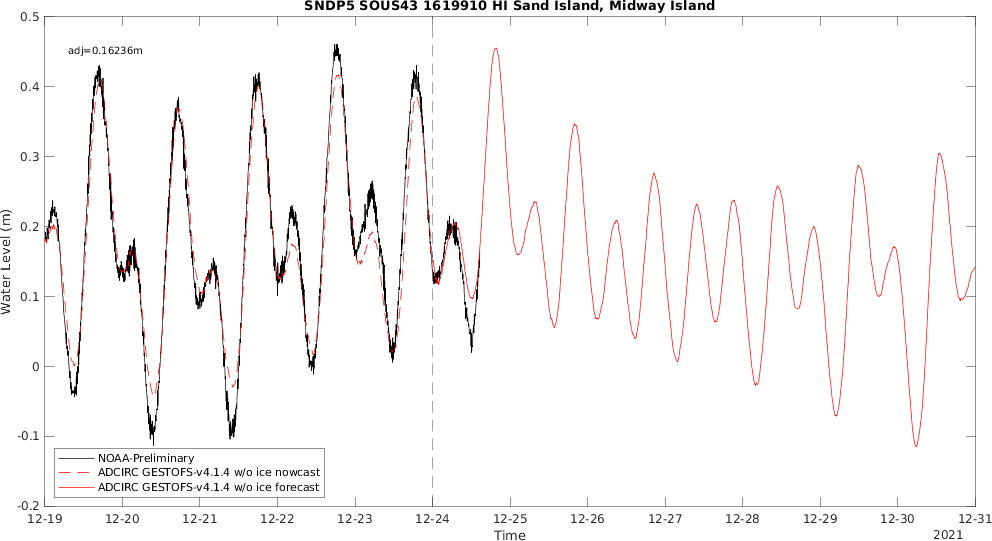 SNDP5 SOUS43 1619910 HI Sand Island, Midway Island
0.5
adj=0.16236m
0.4
0.3
0.2
Water Level (m)
0.1
0
-0.1
NOAA-Preliminary
ADCIRC GESTOFS-v4.1.4 w/o ice nowcast
ADCIRC GESTOFS-v4.1.4 w/o ice forecast
-0.2
12-19 12-20 12-21 12-22 12-23 12-24 12-25 12-26 12-27 12-28 12-29 12-30 12-31
Time
2021